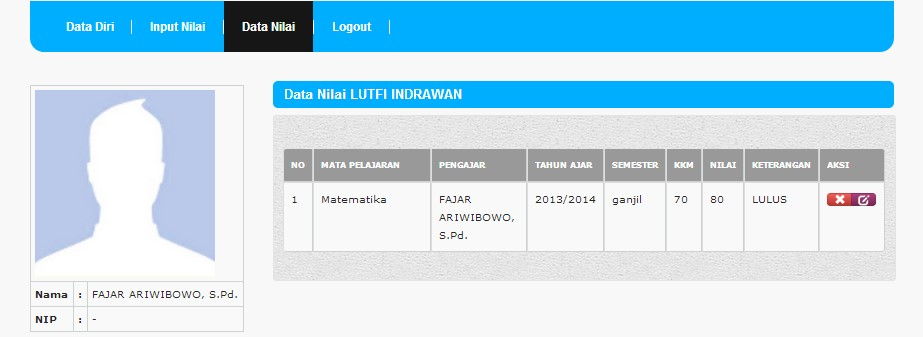 Data Diri Input Nilai Data Nilai Logout
Data Nilai LUTFI INDRAWAN
NO MATA PELAJARAN PENGAJAR TAHUN AJAR SEMESTER KKM NILAI KETERANGAN AKSI
1 Matematika FAJAR 2013/2014 ganjil 70 80 LULUS
ARIWIBOWO,
S.Pd.
Nama : FAJAR ARIWIBOWO, S.Pd.
NIP : -